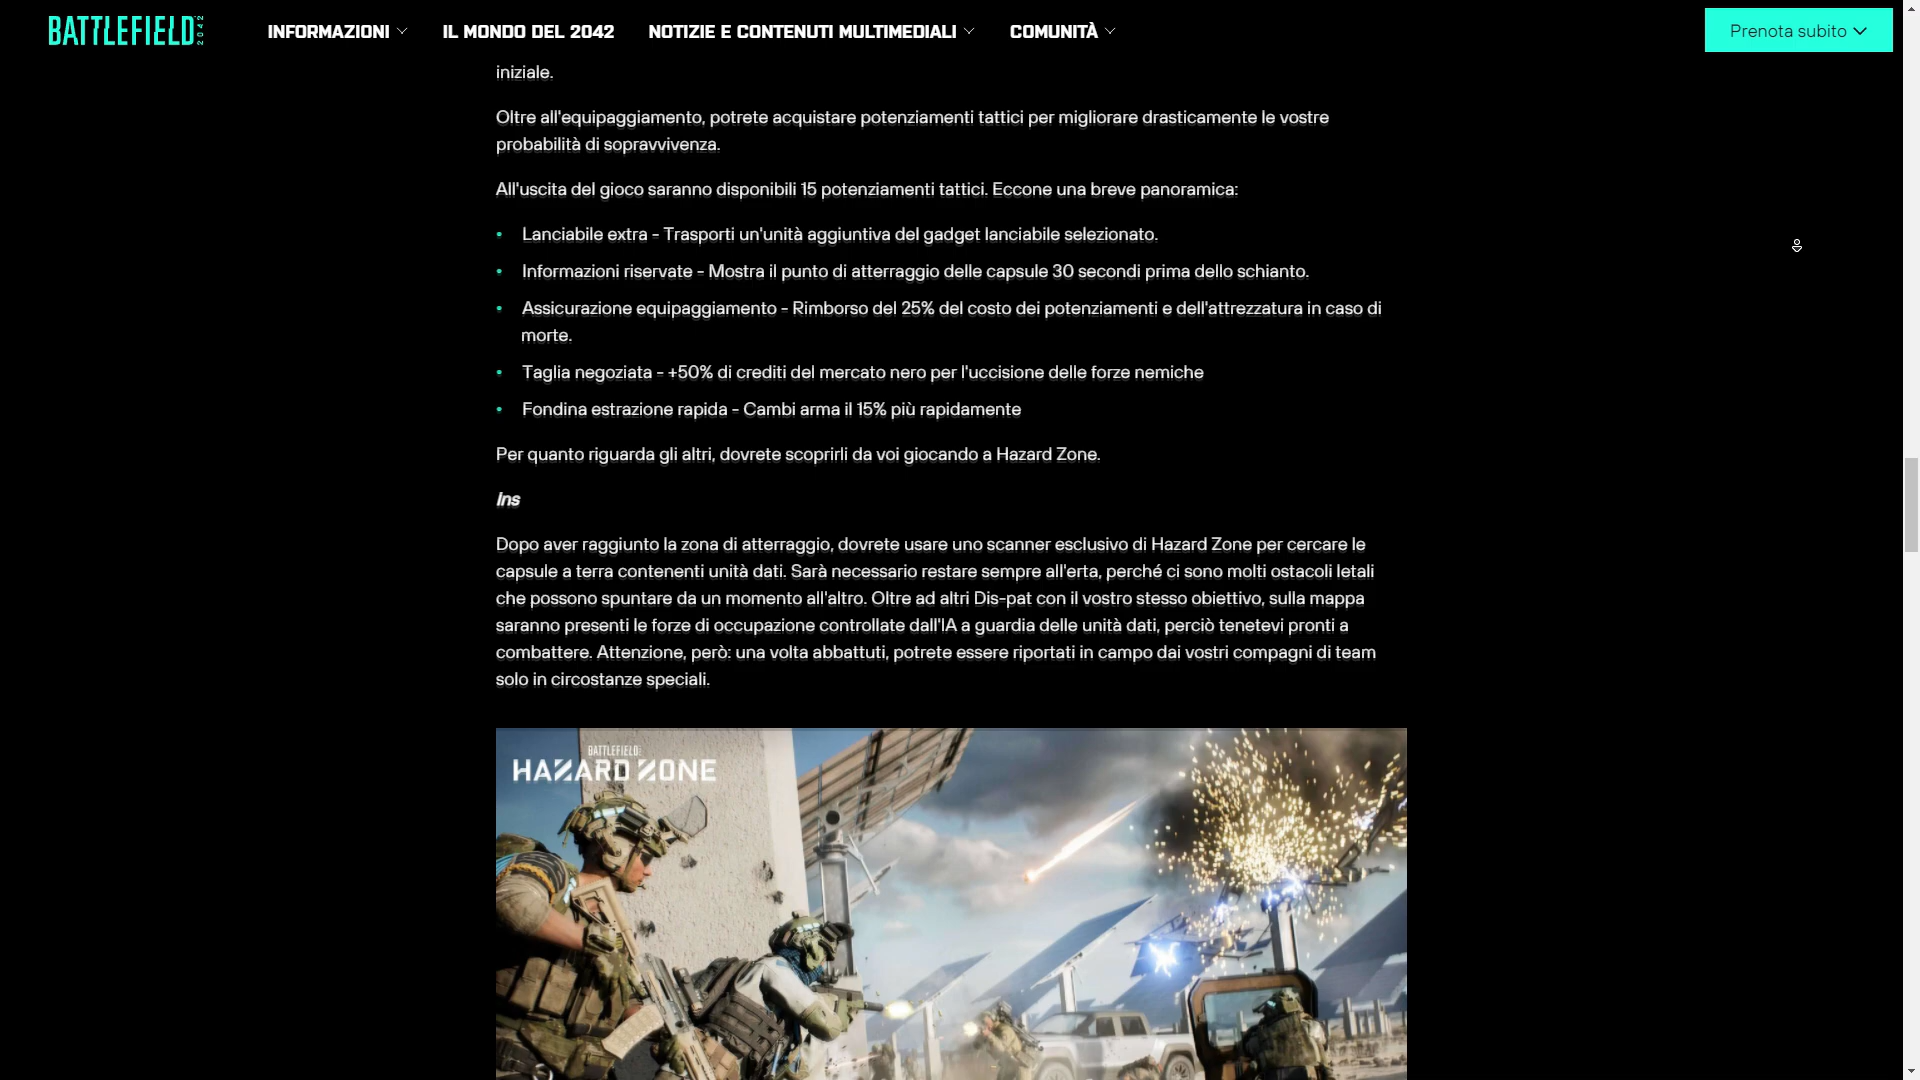 BATTLEFIELD 2042
INFORMAZIONI
IL MONDO DEL 2042
NOTIZIE E CONTENUTI MULTIMEDIALI
COMUNITÀ
Prenota subito
iniziale.
Oltre all'equipaggiamento, potrete acquistare potenziamenti tattici per migliorare drasticamente le vostre
probabilità di sopravvivenza.
All'uscita del gioco saranno disponibili 15 potenziamenti tattici. Eccone una breve panoramica:
• Lanciabile extra - Trasporti un'unità aggiuntiva del gadget lanciabile selezionato.
• Informazioni riservate - Mostra il punto di atterraggio delle capsule 30 secondi prima dello schianto.
• Assicurazione equipaggiamento - Rimborso del 25% del costo dei potenziamenti e dell'attrezzatura in caso di
morte.
• Taglia negoziata - +50% di crediti del mercato nero per l'uccisione delle forze nemiche
• Fondina estrazione rapida - Cambi arma il 15% più rapidamente
Per quanto riguarda gli altri, dovrete scoprirli da voi giocando a Hazard Zone.
Ins
Dopo aver raggiunto la zona di atterraggio, dovrete usare uno scanner esclusivo di Hazard Zone per cercare le
capsule a terra contenenti unità dati. Sarà necessario restare sempre all'erta, perché ci sono molti ostacoli letali
che possono spuntare da un momento all'altro. Oltre ad altri Dis-pat con il vostro stesso obiettivo, sulla mappa
saranno presenti le forze di occupazione controllate dall'IA a guardia delle unità dati, perciò tenetevi pronti a
combattere. Attenzione, però: una volta abbattuti, potrete essere riportati in campo dai vostri compagni di team
solo in circostanze speciali.
BATTLEFIELD
HAZARD ZONE